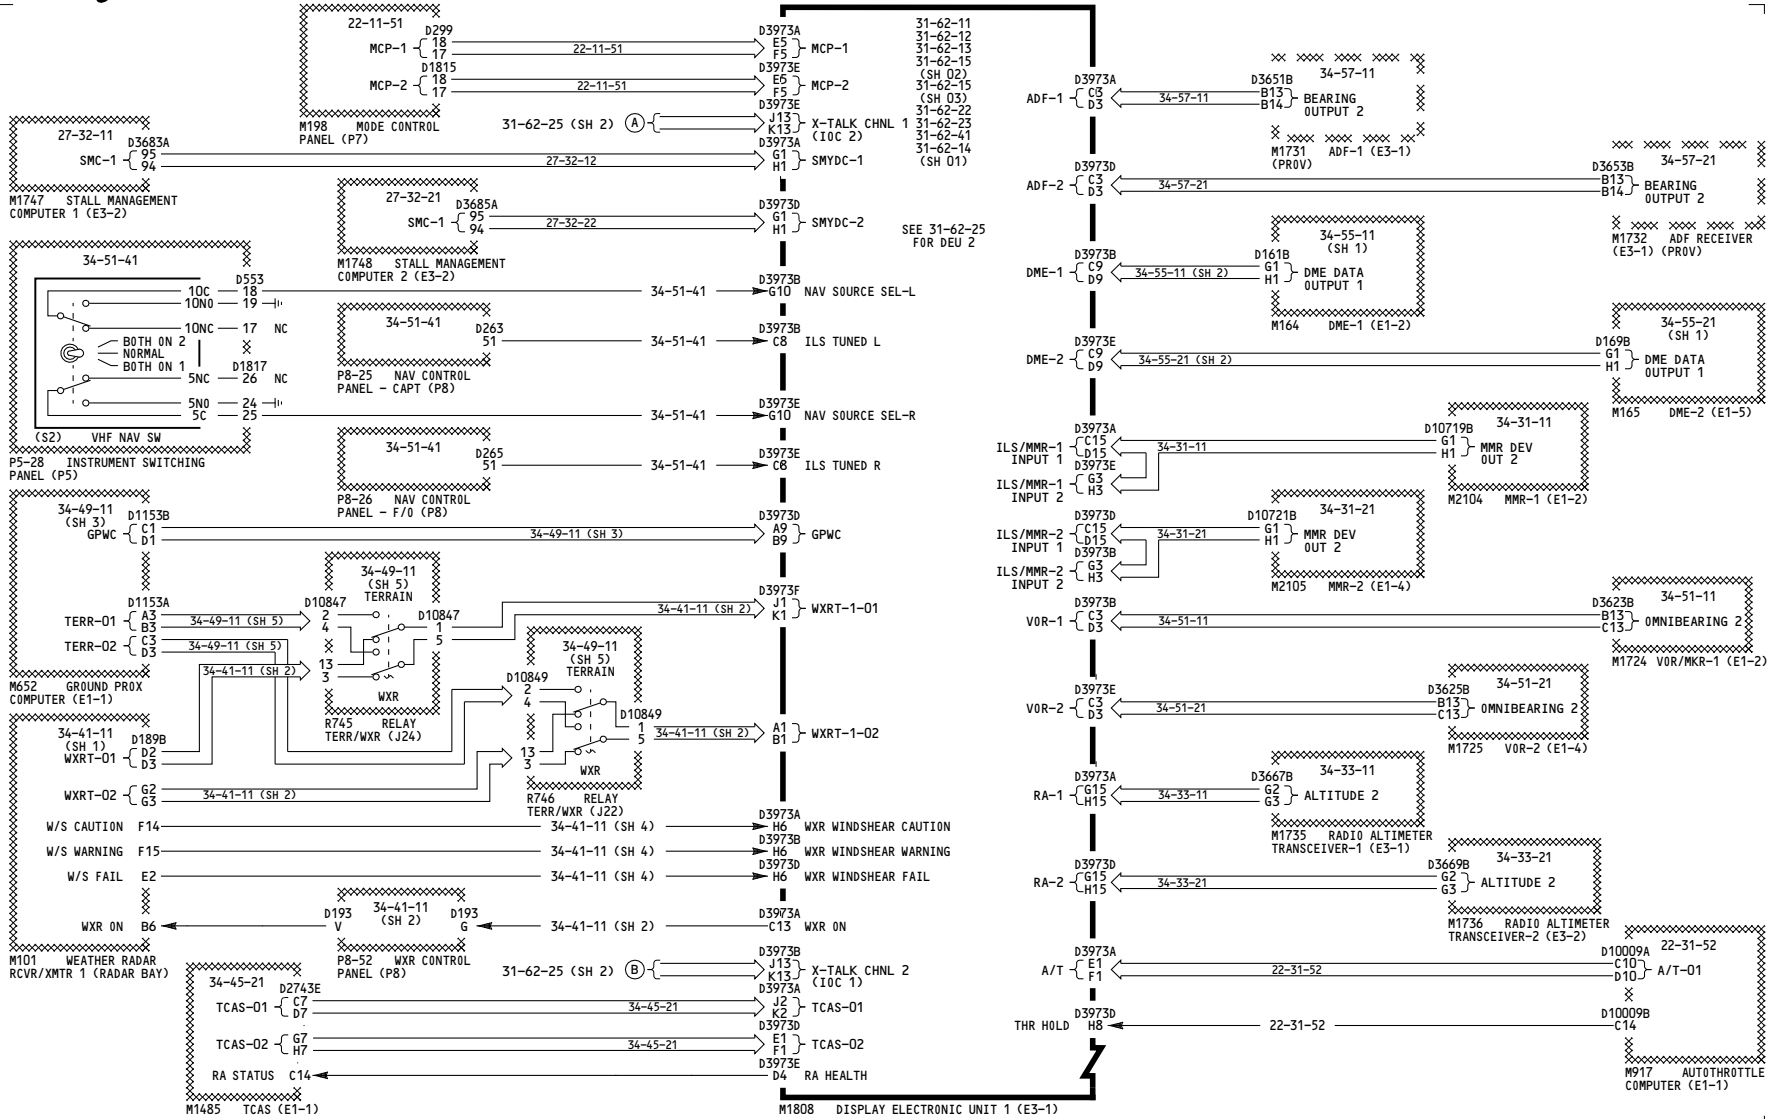 22-11-51
D299
MCP-1 18
17
D1815
MCP-2 18
17
M198 MODE CONTROL
PANEL (P7)
22-11-51
22-11-51
31-62-25 (SH 2) A
27-32-11
D3683A
SMC-1 95
94
M1747 STALL MANAGEMENT
COMPUTER 1 (E3-2)
27-32-12
27-32-21
D3685A
SMC-1 95
94
M1748 STALL MANAGEMENT
COMPUTER 2 (E3-2)
27-32-22
34-51-41
D553
10C 18
10NO 19
10NC 17 NC
BOTH ON 2
NORMAL
BOTH ON 1
D1817
5NC 26 NC
5NO 24
5C 25
(S2) VHF NAV SW
P5-28 INSTRUMENT SWITCHING
PANEL (P5)
34-51-41
34-51-41
D263
51
P8-25 NAV CONTROL
PANEL - CAPT (P8)
34-51-41
34-51-41
34-51-41
D265
51
P8-26 NAV CONTROL
PANEL - F/O (P8)
34-51-41
34-49-11
(SH 3)
D1153B
GPWC C1
D1
34-49-11 (SH 3)
D1153A
TERR-01 A3
B3
TERR-02 C3
D3
34-49-11 (SH 5)
34-49-11 (SH 5)
34-41-11 (SH 2)
M652 GROUND PROX
COMPUTER (E1-1)
34-49-11
(SH 5)
TERRAIN
D10847
2
4
13
3
D10847
1
5
WXR
R745 RELAY
TERR/WXR (J24)
34-41-11 (SH 2)
34-49-11
(SH 5)
TERRAIN
D10849
2
4
13
3
D10849
1
5
WXR
R746 RELAY
TERR/WXR (J22)
34-41-11 (SH 2)
34-41-11
(SH 1)
D189B
WXRT-01 D2
D3
WXRT-02 G2
G3
34-41-11 (SH 2)
W/S CAUTION F14
34-41-11 (SH 4)
W/S WARNING F15
34-41-11 (SH 4)
W/S FAIL E2
34-41-11 (SH 4)
WXR ON B6
M101 WEATHER RADAR
RCVR/XMTR 1 (RADAR BAY)
D193
V
34-41-11
(SH 2)
D193
G
P8-52 WXR CONTROL
PANEL (P8)
34-41-11 (SH 2)
31-62-25 (SH 2) B
34-45-21
D2743E
TCAS-01 C7
D7
TCAS-02 G7
H7
RA STATUS C14
M1485 TCAS (E1-1)
34-45-21
34-45-21
D3973A
E5
F5 MCP-1
D3973E
E5
F5 MCP-2
D3973E
J13
K13 X-TALK CHNL 1
(IOC 2)
D3973A
G1
H1 SMYDC-1
D3973D
G1
H1 SMYDC-2
D3973B
G10 NAV SOURCE SEL-L
D3973B
C8 ILS TUNED L
D3973E
G10 NAV SOURCE SEL-R
D3973E
C8 ILS TUNED R
D3973D
A9
B9 GPWC
D3973F
J1
K1 WXRT-1-01
A1
B1 WXRT-1-02
D3973A
H6 WXR WINDSHEAR CAUTION
D3973B
H6 WXR WINDSHEAR WARNING
D3973D
H6 WXR WINDSHEAR FAIL
D3973A
C13 WXR ON
D3973B
J13
K13 X-TALK CHNL 2
(IOC 1)
D3973A
J2
K2 TCAS-01
D3973D
E1
F1 TCAS-02
D3973E
D4 RA HEALTH
M1808 DISPLAY ELECTRONIC UNIT 1 (E3-1)
31-62-11
31-62-12
31-62-13
31-62-15
(SH 02)
31-62-15
(SH 03)
31-62-22
31-62-23
31-62-41
31-62-14
(SH 01)
SEE 31-62-25
FOR DEU 2
D3973A
ADF-1 C3
D3
34-57-11
D3651B
B13
B14
34-57-11
BEARING
OUTPUT 2
M1731 ADF-1 (E3-1)
(PROV)
D3973D
ADF-2 C3
D3
34-57-21
D3653B
B13
B14
34-57-21
BEARING
OUTPUT 2
M1732 ADF RECEIVER
(E3-1) (PROV)
D3973B
DME-1 C9
D9
34-55-11 (SH 2)
D161B
G1
H1
34-55-11
(SH 1)
DME DATA
OUTPUT 1
M164 DME-1 (E1-2)
D3973E
DME-2 C9
D9
34-55-21 (SH 2)
D169B
G1
H1
34-55-21
(SH 1)
DME DATA
OUTPUT 1
M165 DME-2 (E1-5)
D3973A
ILS/MMR-1
INPUT 1
C15
D15
D3973E
ILS/MMR-1
INPUT 2
G3
H3
34-31-11
D10719B
G1
H1
34-31-11
MMR DEV
OUT 2
M2104 MMR-1 (E1-2)
D3973D
ILS/MMR-2
INPUT 1
C15
D15
D3973B
ILS/MMR-2
INPUT 2
G3
H3
34-31-21
D10721B
G1
H1
34-31-21
MMR DEV
OUT 2
M2105 MMR-2 (E1-4)
D3973B
VOR-1 C3
D3
34-51-11
D3623B
B13
C13
34-51-11
OMNIBEARING 2
M1724 VOR/MKR-1 (E1-2)
D3973E
VOR-2 C3
D3
34-51-21
D3625B
B13
C13
34-51-21
OMNIBEARING 2
M1725 VOR-2 (E1-4)
D3973A
RA-1 G15
H15
34-33-11
D3667B
G2
G3
34-33-11
ALTITUDE 2
M1735 RADIO ALTIMETER
TRANSCEIVER-1 (E3-1)
D3973D
RA-2 G15
H15
34-33-21
D3669B
G2
G3
34-33-21
ALTITUDE 2
M1736 RADIO ALTIMETER
TRANSCEIVER-2 (E3-2)
D3973A
A/T E1
F1
22-31-52
D10009A
C10
D10
22-31-52
A/T-01
D3973D
THR HOLD H8
22-31-52
D10009B
C14
M917 AUTOTHROTTLE
COMPUTER (E1-1)